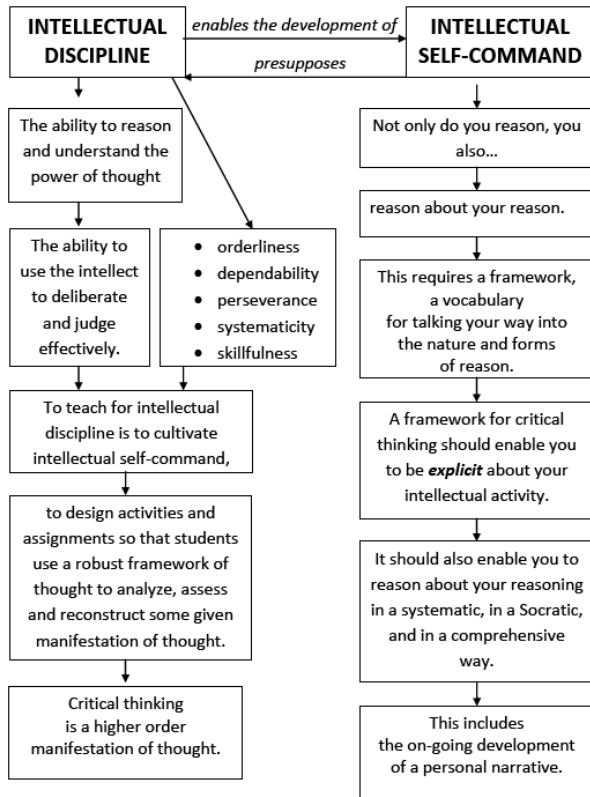 INTELLECTUAL
DISCIPLINE
enables the development of
presupposes
INTELLECTUAL
SELF-COMMAND
The ability to reason
and understand the
power of thought
The ability to
use the intellect
to deliberate
and judge
effectively.
• orderliness
• dependability
• perseverance
• systematicity
• skillfulness
To teach for intellectual
discipline is to cultivate
intellectual self-command,
to design activities and
assignments so that students
use a robust framework of
thought to analyze, assess
and reconstruct some given
manifestation of thought.
Critical thinking
is a higher order
manifestation of thought.
Not only do you reason, you
also…
reason about your reason.
This requires a framework,
a vocabulary
for talking your way into
the nature and forms
of reason.
A framework for critical
thinking should enable you
to be explicit about your
intellectual activity.
It should also enable you to
reason about your reasoning
in a systematic, in a Socratic,
and in a comprehensive
way.
This includes
the on-going development
of a personal narrative.